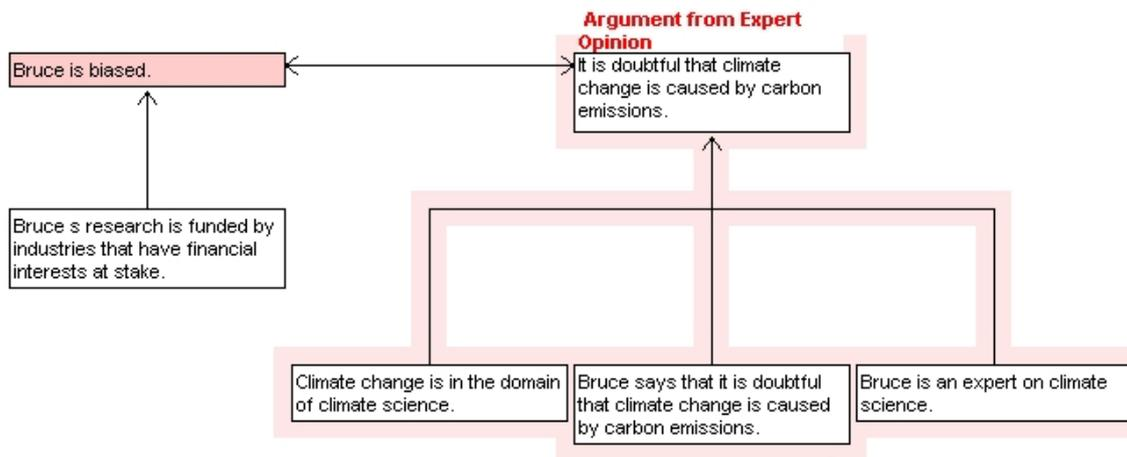 Argument from Expert
Opinion
Bruce is biased.
It is doubtful that climate
change is caused by carbon
emissions.
Bruce s research is funded by
industries that have financial
interests at stake.
Climate change is in the domain
of climate science.
Bruce says that it is doubtful
that climate change is caused
by carbon emissions.
Bruce is an expert on climate
science.